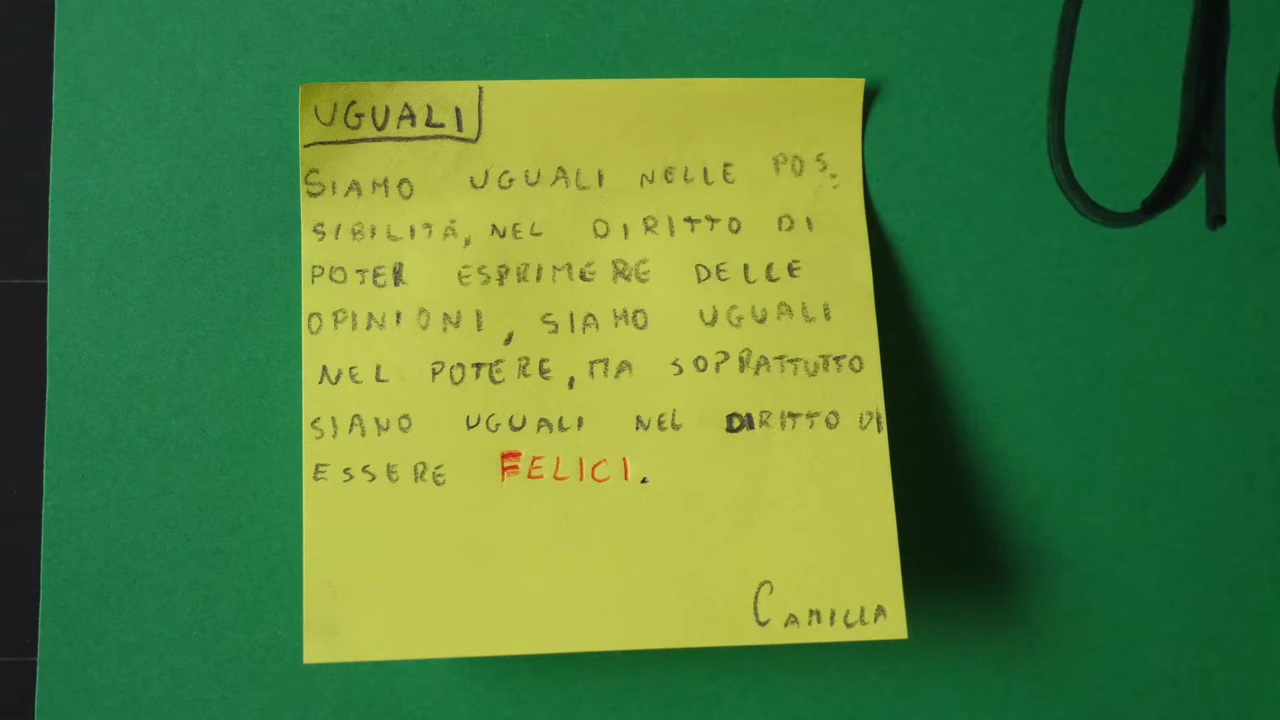 UGUALI
SIAMO UGUALI NELLE POS:
SIBILITÀ, NEL DIRITTO DI
POTER ESPRIMERE DELLE
OPINIONI, SIAMO UGUALI
NEL POTERE, MA SOPRATTUTTO
SIAMO UGUALI NEL DIRITTO DI
ESSERE FELICI.
CAMILLA